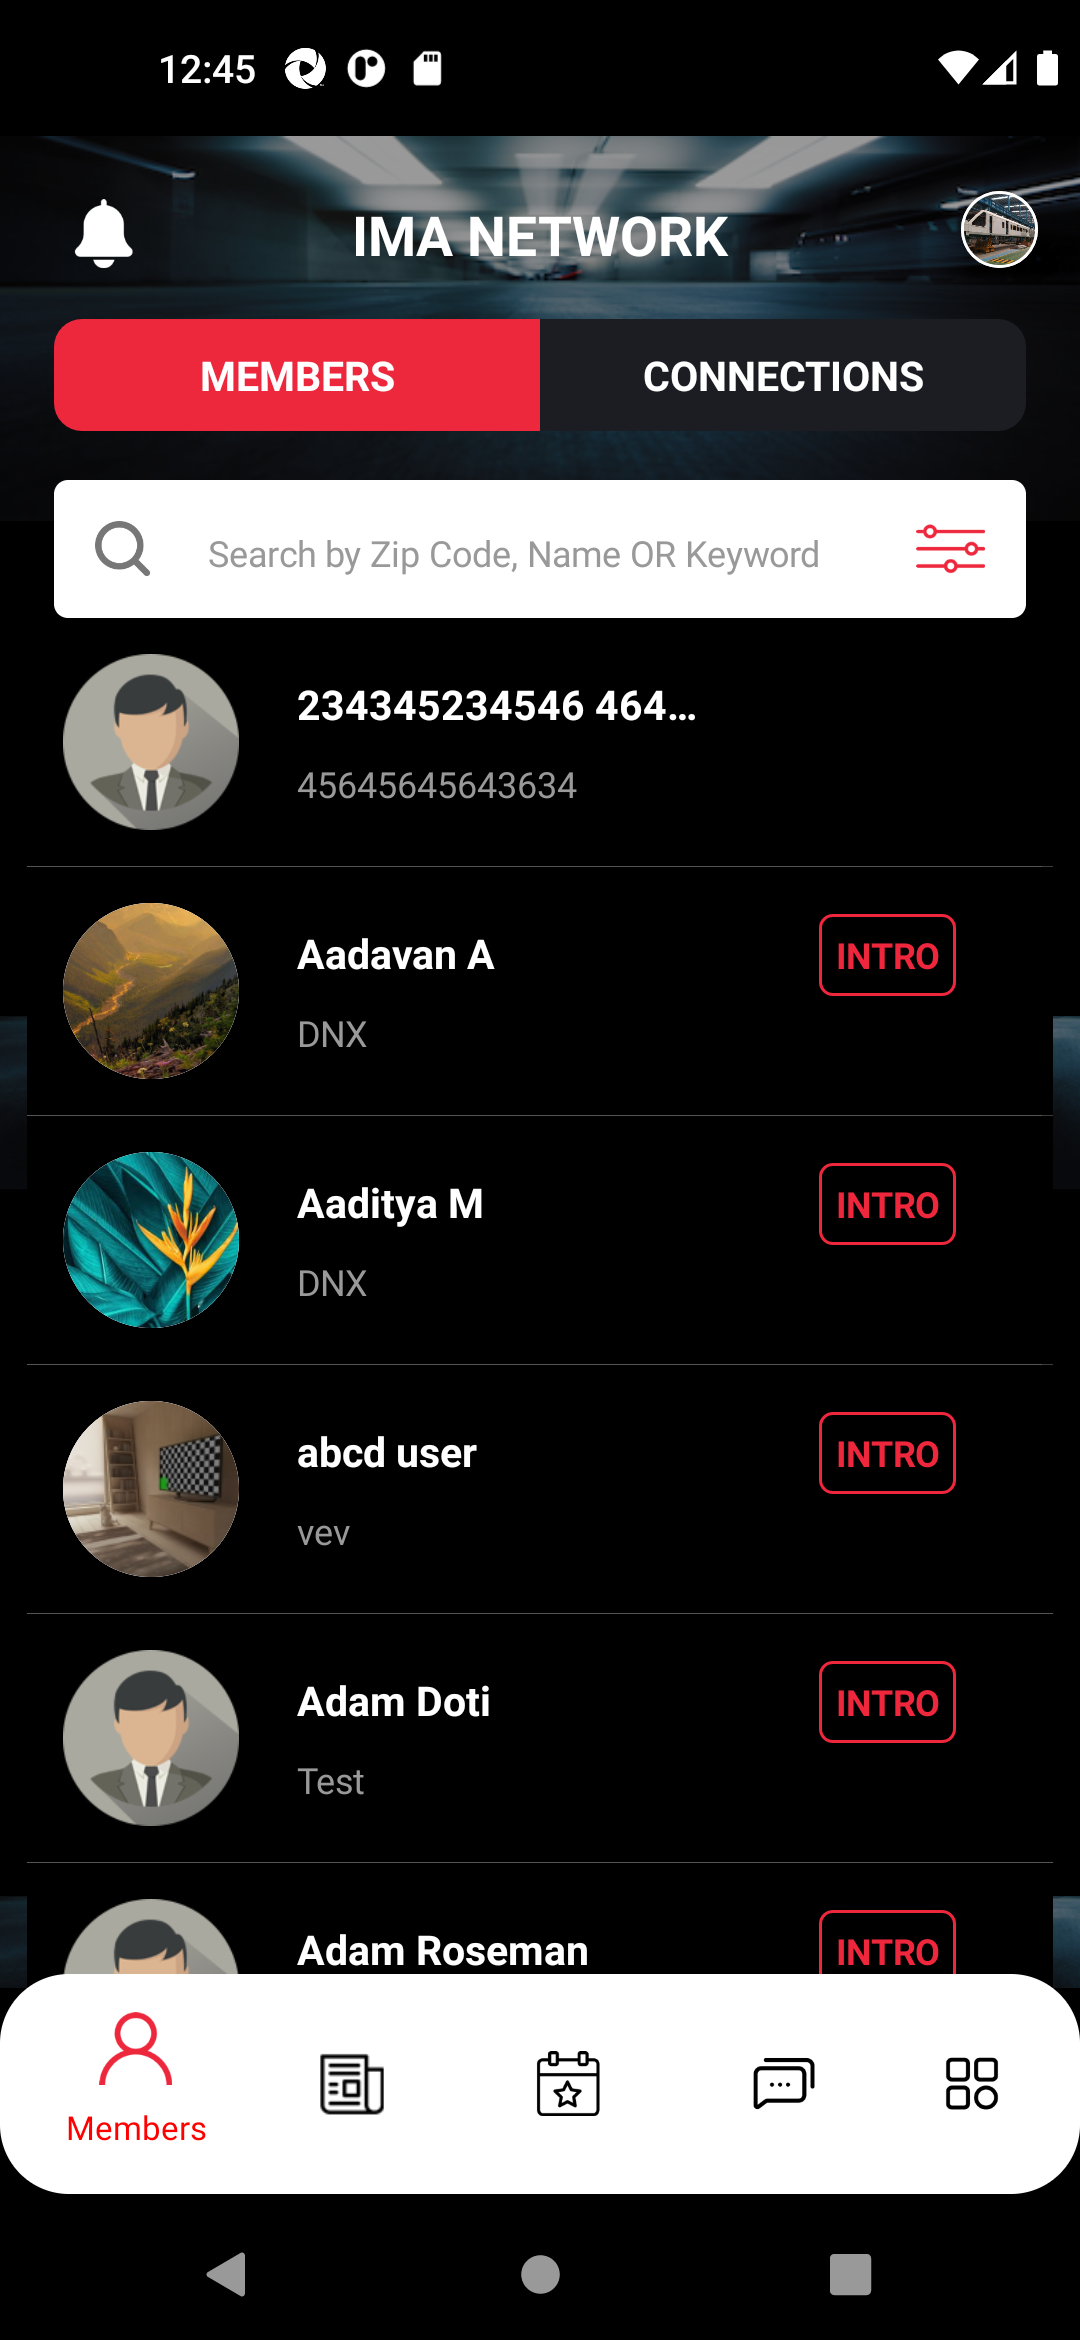 12:45
IMA NETWORK
MEMBERS
CONNECTIONS
Search by Zip Code, Name OR Keyword
234345234546 464...
45645645643634
Aadavan A
INTRO
DNX
Aaditya M
INTRO
DNX
abcd user
INTRO
vev
Adam Doti
INTRO
Test
Adam Roseman
INTRO
Members